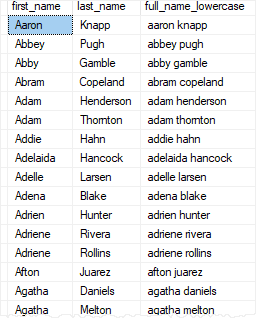 first_name last_name full_name_lowercase
Aaron Knapp aaron knapp
Abbey Pugh abbey pugh
Abby Gamble abby gamble
Abram Copeland abram copeland
Adam Henderson adam henderson
Adam Thornton adam thornton
Addie Hahn addie hahn
Adelaida Hancock adelaida hancock
Adelle Larsen adelle larsen
Adena Blake adena blake
Adrien Hunter adrien hunter
Adriene Rivera adriene rivera
Adriene Rollins adriene rollins
Afton Juarez afton juarez
Agatha Daniels agatha daniels
Agatha Melton agatha melton